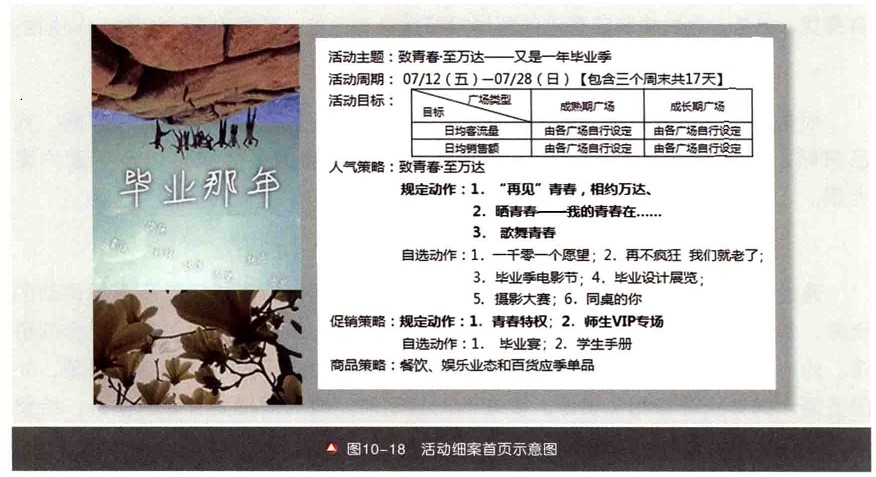 毕业那年
活动主题：致青春·至万达——又是一年毕业季
活动周期： 07/12（五）—07/28（日）【包含三个周末共17天】
活动目标：
广场类型
目标
成熟期广场
成长期广场
日均客流量 由各广场自行设定 由各广场自行设定
日均销售额 由各广场自行设定 由各广场自行设定
人气策略：致青春·至万达
规定动作：1. “再见”青春，相约万达、
2. 晒青春——我的青春在……
3. 歌舞青春
自选动作：1. 一千零一个愿望；2. 再不疯狂 我们就老了；
3. 毕业季电影节；4. 毕业设计展览；
5. 摄影大赛；6. 同桌的你
促销策略：规定动作：1. 青春特权；2. 师生VIP专场
自选动作：1. 毕业宴；2. 学生手册
商品策略：餐饮、娱乐业态和百货应季单品
图10-18 活动细案首页示意图